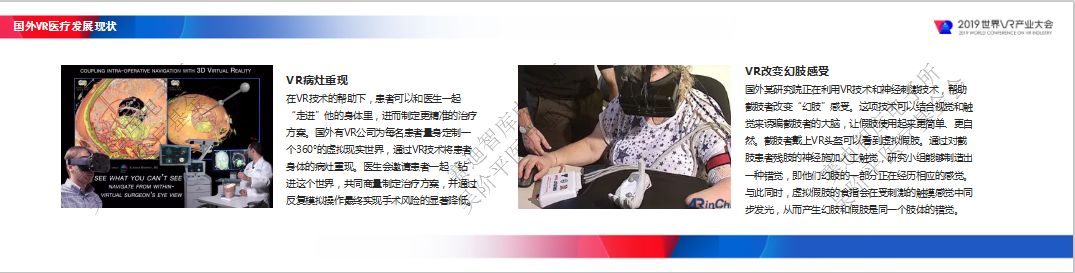 国外VR医疗发展现状
2019世界VR产业大会
2019 WORLD CONFERENCE ON VR INDUSTRY
COUPLING INTRA-OPERATIVE NAVIGATION WITH 3D VIRTUAL REALITY
SEE WHAT YOU CAN'T SEE
NAVIGATE FROM WITHIN-
VIRTUAL SURGEON'S EYE VIEW
VR病灶重现
在VR技术的帮助下，患者可以和医生一起
“走进”他的身体里，进而制定更精准的治疗
方案。国外有VR公司为每名患者量身定制一
个360°的虚拟现实世界，通过VR技术将患者
身体的病灶重现。医生会邀请患者一起“钻”
进这个世界，共同商量制定治疗方案，并通过
反复模拟操作最终实现手术风险的显著降低。
VR改变幻肢感受
国外某研究院正在利用VR技术和神经刺激技术，帮助
截肢者改变“幻肢”感受。这项技术可以结合视觉和触
觉来诱骗截肢者的大脑，让假肢使用起来更简单、更自
然。截肢者戴上VR头盔可以看到虚拟假肢。通过对截
肢患者残肢的神经施加人工触觉，研究小组能够制造出
一种错觉，即他们幻肢的一部分正在经历相应的感觉。
与此同时，虚拟假肢的食指会在受刺激的触摸感觉中同
步发光，从而产生幻肢和假肢是同一个肢体的错觉。